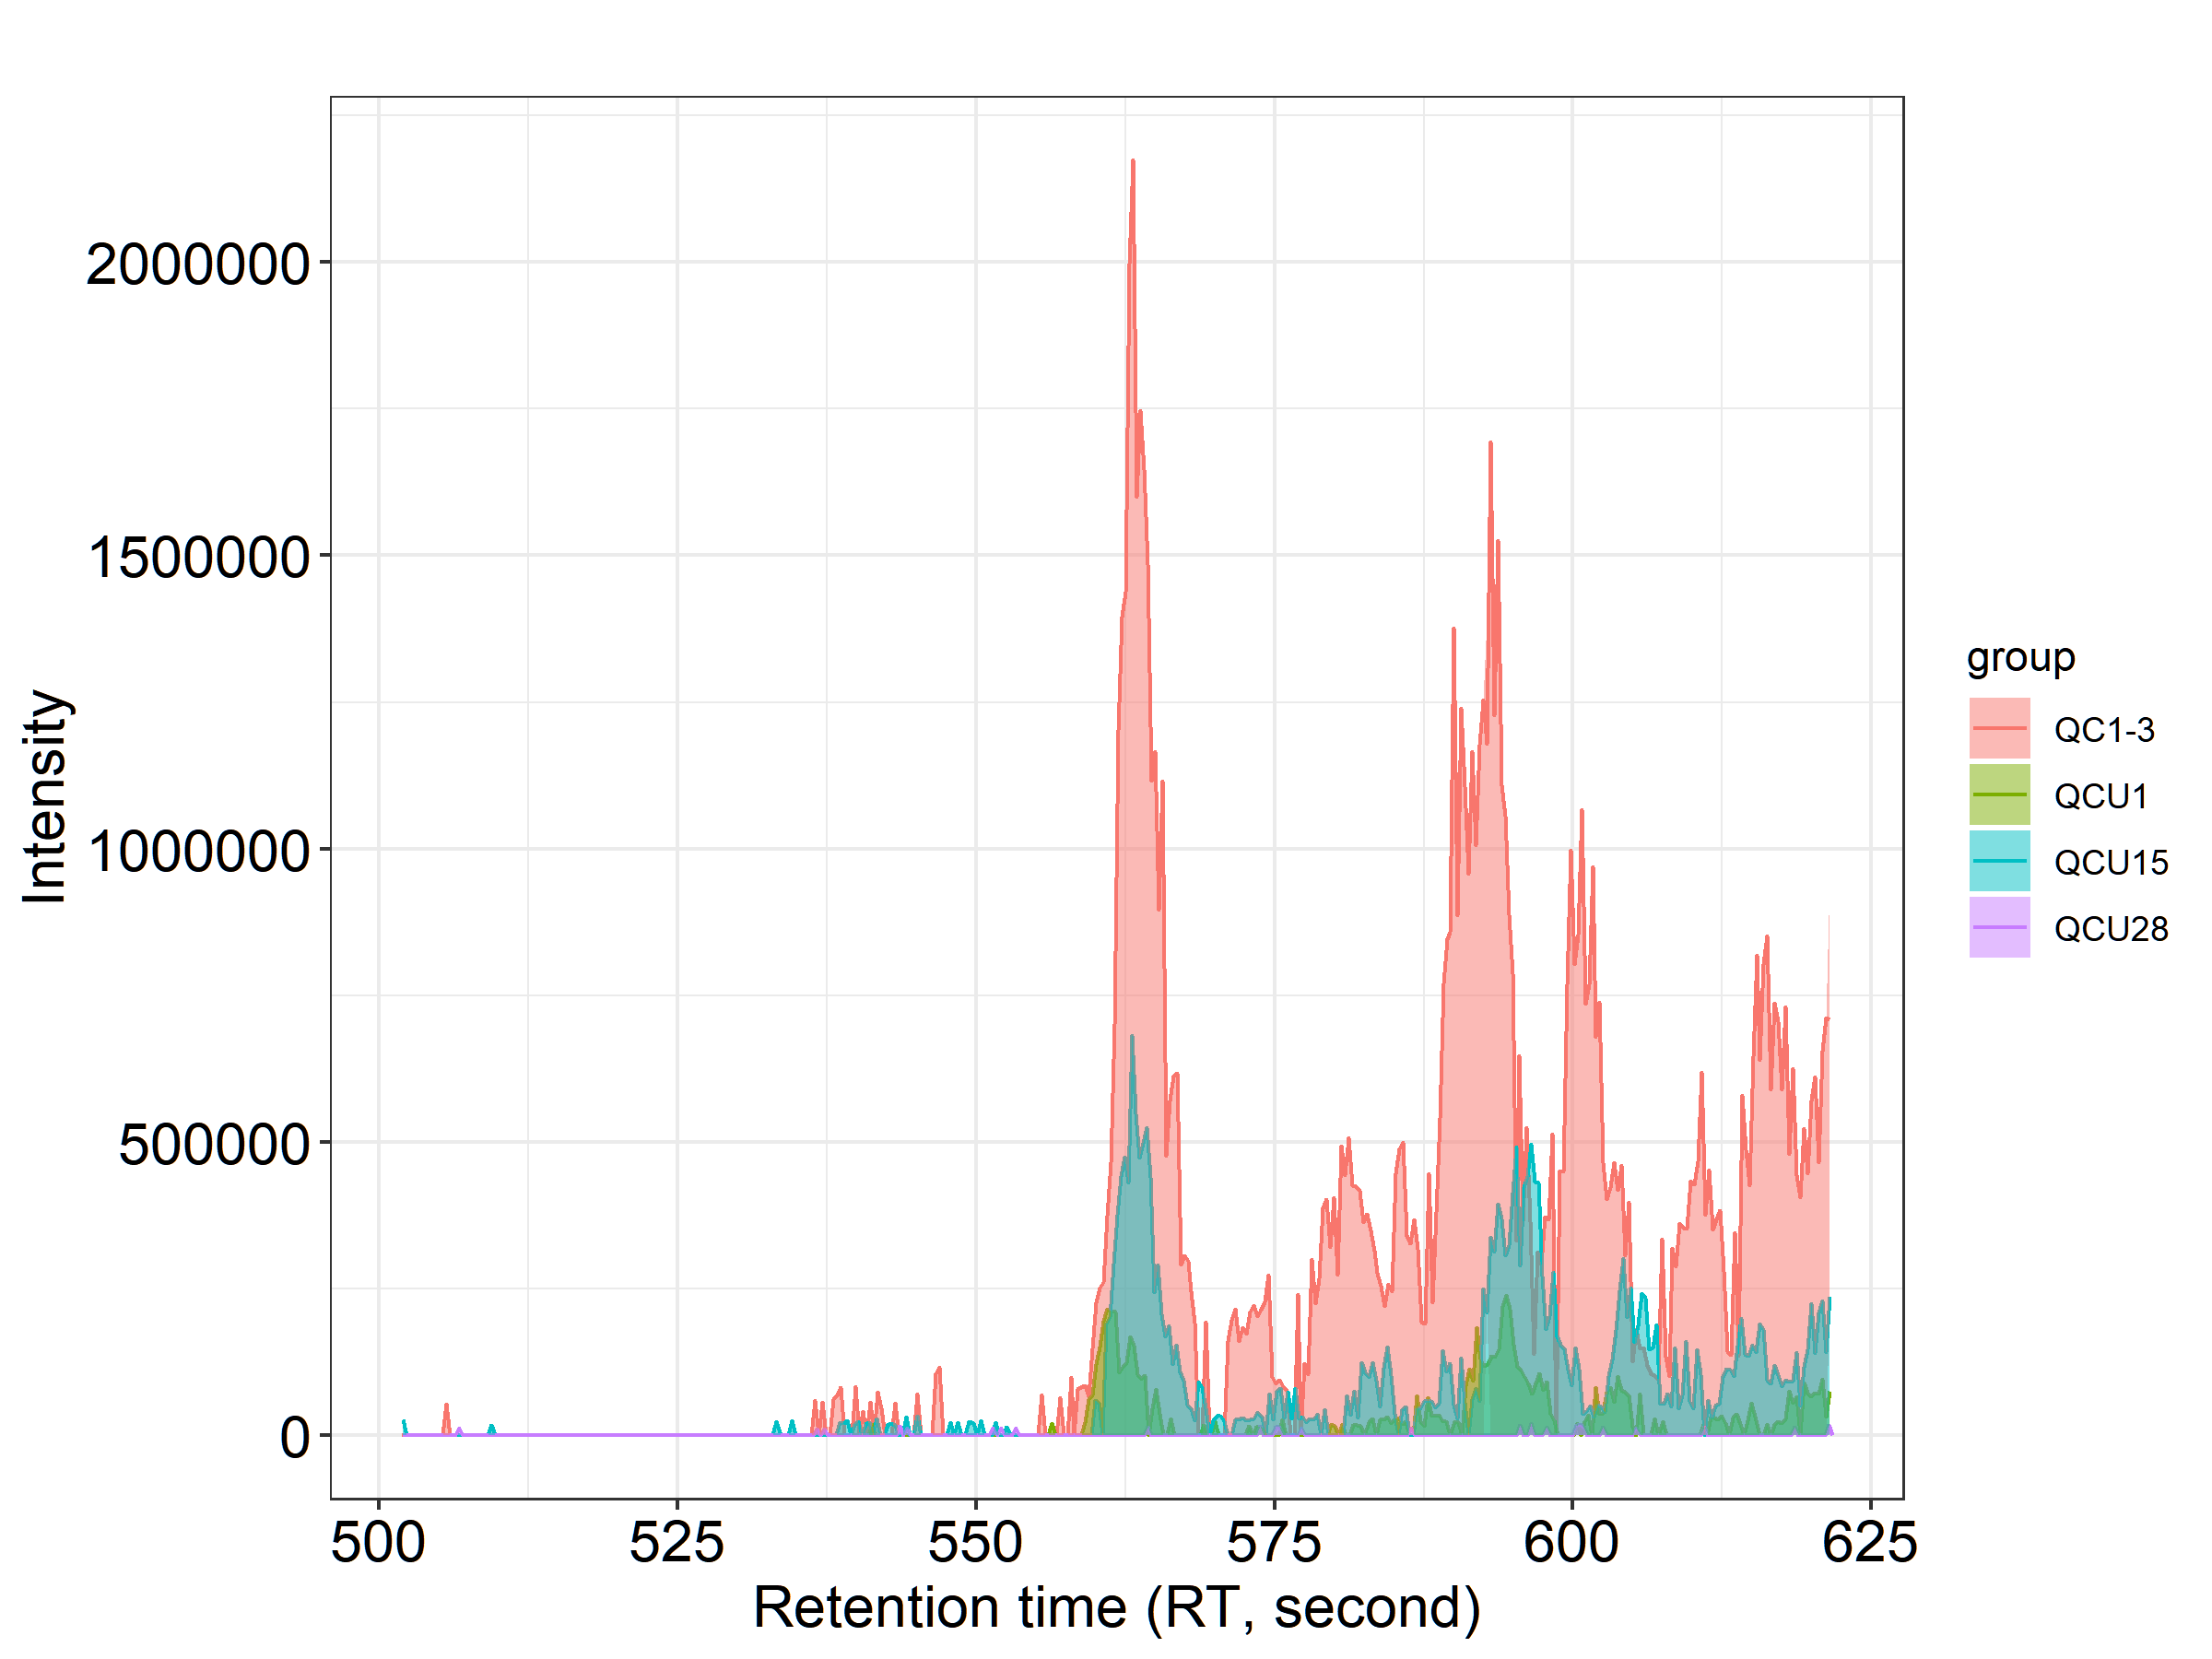 2000000
1500000
1000000
500000
0
Intensity
500 525 550 575 600 625
Retention time (RT, second)
group
QC1-3
QCU1
QCU15
QCU28